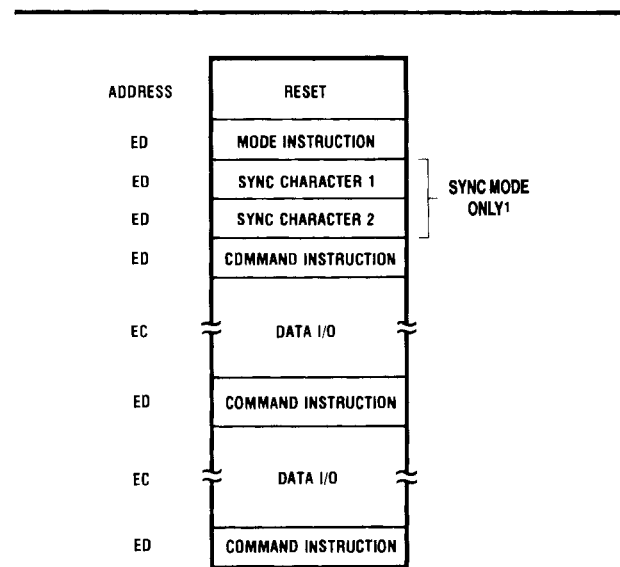 ADDRESS RESET
ED MODE INSTRUCTION
ED SYNC CHARACTER 1
SYNC MODE
ONLY1
ED SYNC CHARACTER 2
ED COMMAND INSTRUCTION
EC DATA I/O
ED COMMAND INSTRUCTION
EC DATA I/O
ED COMMAND INSTRUCTION